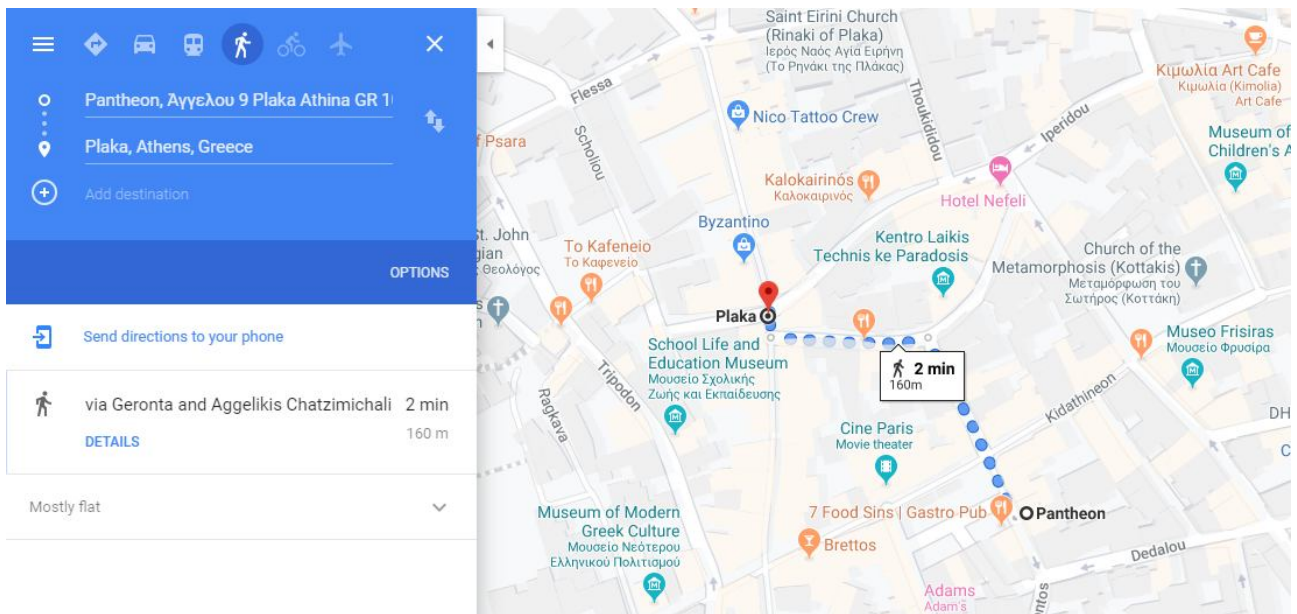 Pantheon, Άγγελου 9 Plaka Athina GR 1
Plaka, Athens, Greece
Add destination
OPTIONS
Send directions to your phone
via Geronta and Aggelikis Chatzimichali 2 min
DETAILS 160 m
Mostly flat
Saint Eirini Church
(Rinaki of Plaka)
Ιερός Ναός Αγία Ειρήνη
(Το Ρηνάκι της Πλάκας)
Κιμωλία Art Cafe
Κιμωλία (Kimolia)
Art Cafe
Flessa
Thoukididou
Iperidou
Nico Tattoo Crew
Psara
Scholiou
Museum of
Children's A
Kalokairinós
Καλοκαιρινός
Hotel Nefeli
Byzantino
St. John
gian
Θεολόγος
To Kafeneio
Το Καφενείο
Kentro Laikis
Technis ke Paradosis
Church of the
Metamorphosis (Kottakis)
Μεταμόρφωση του
Σωτήρος (Κοττάκη)
Plaka
School Life and
Education Museum
Μουσείο Σχολικής
Ζωής και Εκπαίδευσης
2 min
160m
Museo Frisiras
Μουσείο Φρυσίρα
Tripodon
Ragkava
Kidathineon
DH
C
Cine Paris
Movie theater
7 Food Sins | Gastro Pub
Pantheon
Museum of Modern
Greek Culture
Μουσείο Νεότερου
Ελληνικού Πολιτισμού
Brettos
Dedalou
Adams
Adam's
ntos